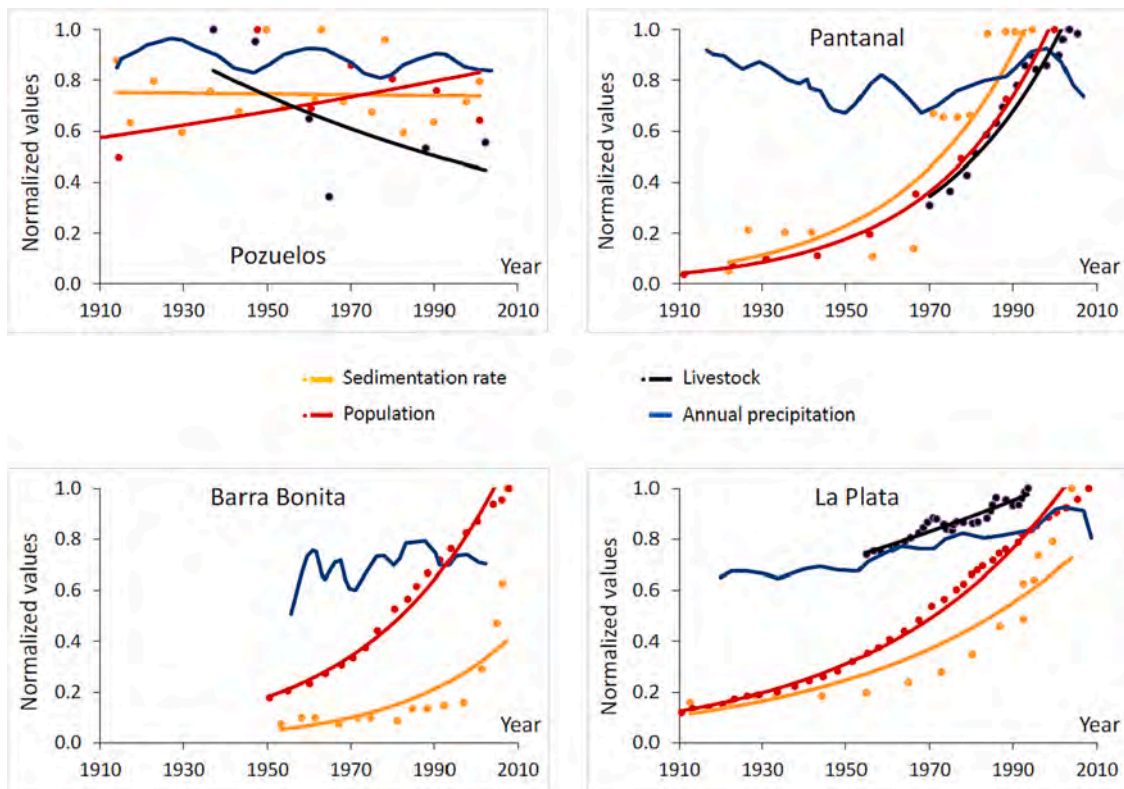 Normalized values
1.0
0.8
0.6
0.4
0.2
0.0
Pozuelos
Year
1910 1930 1950 1970 1990 2010
Normalized values
1.0
0.8
0.6
0.4
0.2
0.0
Pantanal
Year
1910 1930 1950 1970 1990 2010
Sedimentation rate
Livestock
Population
Annual precipitation
Normalized values
1.0
0.8
0.6
0.4
0.2
0.0
Barra Bonita
Year
1910 1930 1950 1970 1990 2010
Normalized values
1.0
0.8
0.6
0.4
0.2
0.0
La Plata
Year
1910 1930 1950 1970 1990 2010